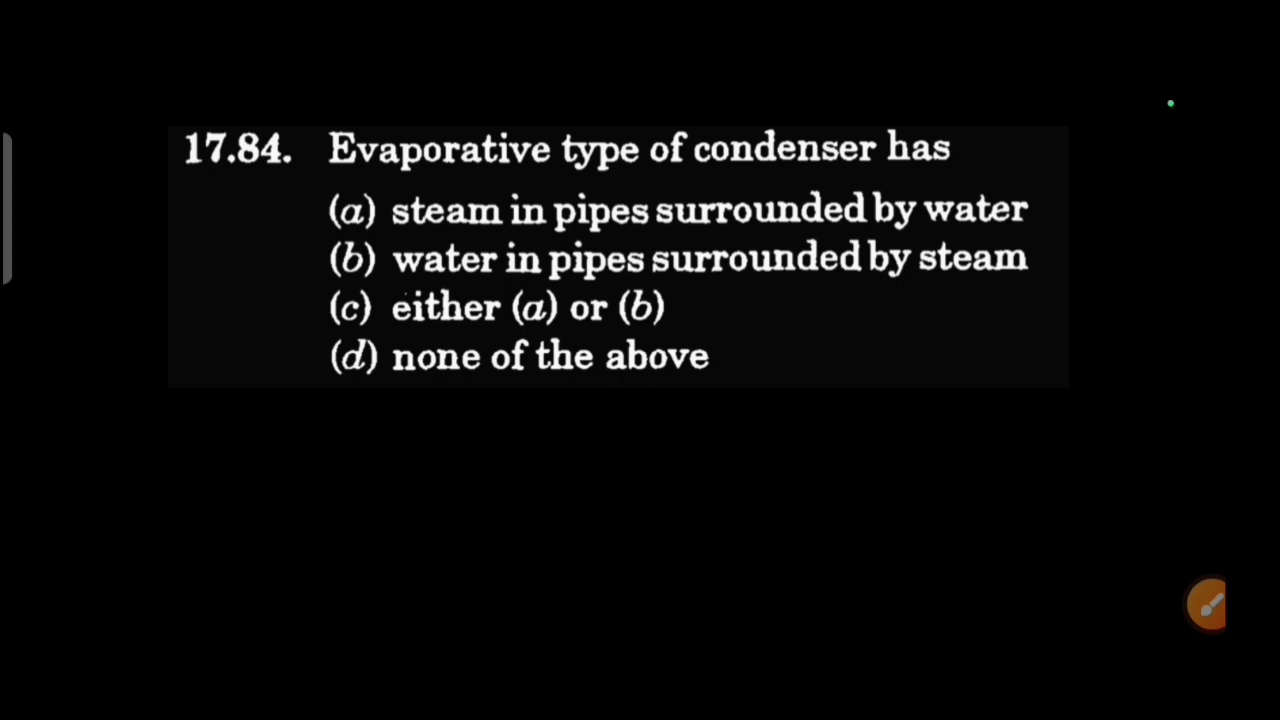 17.84. Evaporative type of condenser has
(a) steam in pipes surrounded by water
(b) water in pipes surrounded by steam
(c) either (a) or (b)
(d) none of the above